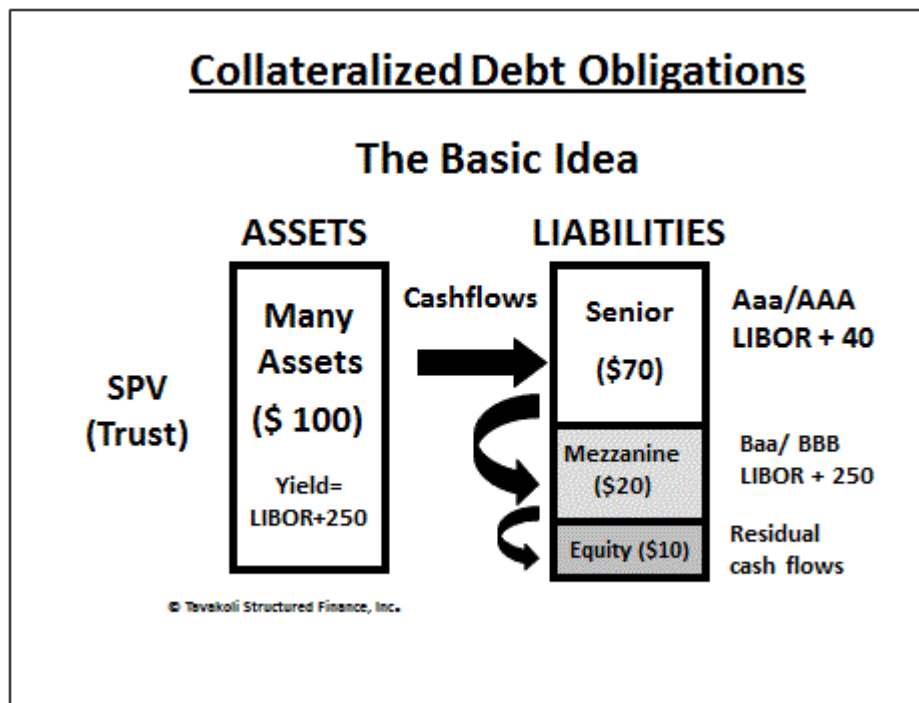 Collateralized Debt Obligations
The Basic Idea
ASSETS
LIABILITIES
SPV
(Trust)
Many
Assets
($ 100)
Yield=
LIBOR+250
Cashflows
Senior
($70)
Aaa/AAA
LIBOR + 40
Mezzanine
($20)
Baa/ BBB
LIBOR + 250
Equity ($10)
Residual
cash flows
© Tavakoli Structured Finance, Inc.